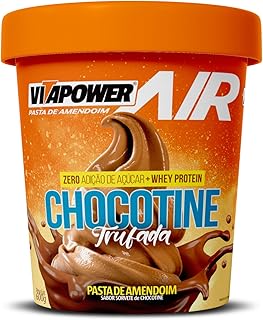 VITAPOWER
PASTA DE AMENDOIM
AIR
ZERO ADIÇÃO DE AÇÚCAR + WHEY PROTEIN
CHOCOTINE
Trufada
PASTA DE AMENDOIM
SABOR SORVETE de CHOCOTINE
600g